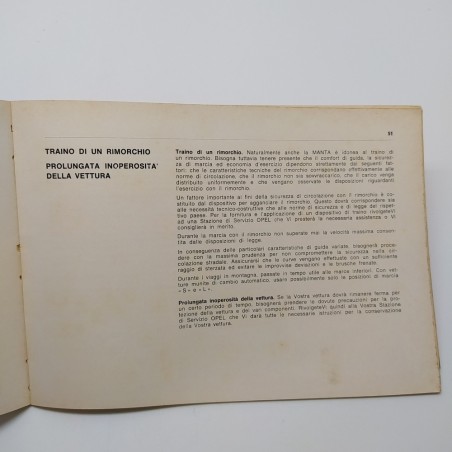 51
TRAINO DI UN RIMORCHIO
PROLUNGATA INOPEROSITA'
DELLA VETTURA
Traino di un rimorchio. Naturalmente anche la MANTA è idonea al traino di
un rimorchio. Bisogna tuttavia tenere presente che il comfort di guida, la sicurez-
za di marcia ed economia d'esercizio dipendono strettamente dai seguenti fat-
tori: che le caratteristiche tecniche del rimorchio corrispondano effettivamente alle
norme di circolazione; che il rimorchio non sia sovraccarico; che il carico venga
distribuito uniformemente e che vengano osservate le disposizioni riguardanti
l'esercizio con il rimorchio.
Un fattore importante ai fini della sicurezza di circolazione con il rimorchio è co-
stituito dal dispositivo per agganciare il rimorchio. Questo dovrà corrispondere sia
alle necessità tecnico-costruttive che alle norme di sicurezza e di legge del rispet-
tivo paese. Per la fornitura e l'applicazione di un dispositivo di traino rivolgetevi
ad una Stazione di Servizio OPEL che Vi presterà la necessaria assistenza e Vi
consiglierà in merito.
Durante la marcia con il rimorchio non superate mai la velocità massima consen-
tita dalle disposizioni di legge.
In conseguenza delle particolari caratteristiche di guida variate, bisognerà proce-
dere con la massima prudenza per non compromettere la sicurezza nella cir-
colazione stradale. Assicurarsi che le curve vengano effettuate con un sufficiente
raggio di sterzata ed evitare le improvvise deviazioni e le brusche frenate.
Durante i viaggi in montagna, passate in tempo utile alle marce inferiori. Con vet-
ture munite di cambio automatico, usare possibilmente solo le posizioni di marcia
« S » e « L ».
Prolungata inoperosità della vettura. Se la Vostra vettura dovrà rimanere ferma per
un certo periodo di tempo, bisognerà prendere le dovute precauzioni per la pro-
tezione della vettura e dei vari componenti. Rivolgetevi quindi alla Vostra Stazione
di Servizio OPEL che Vi darà tutte le necessarie istruzioni per la conservazione
della Vostra vettura.